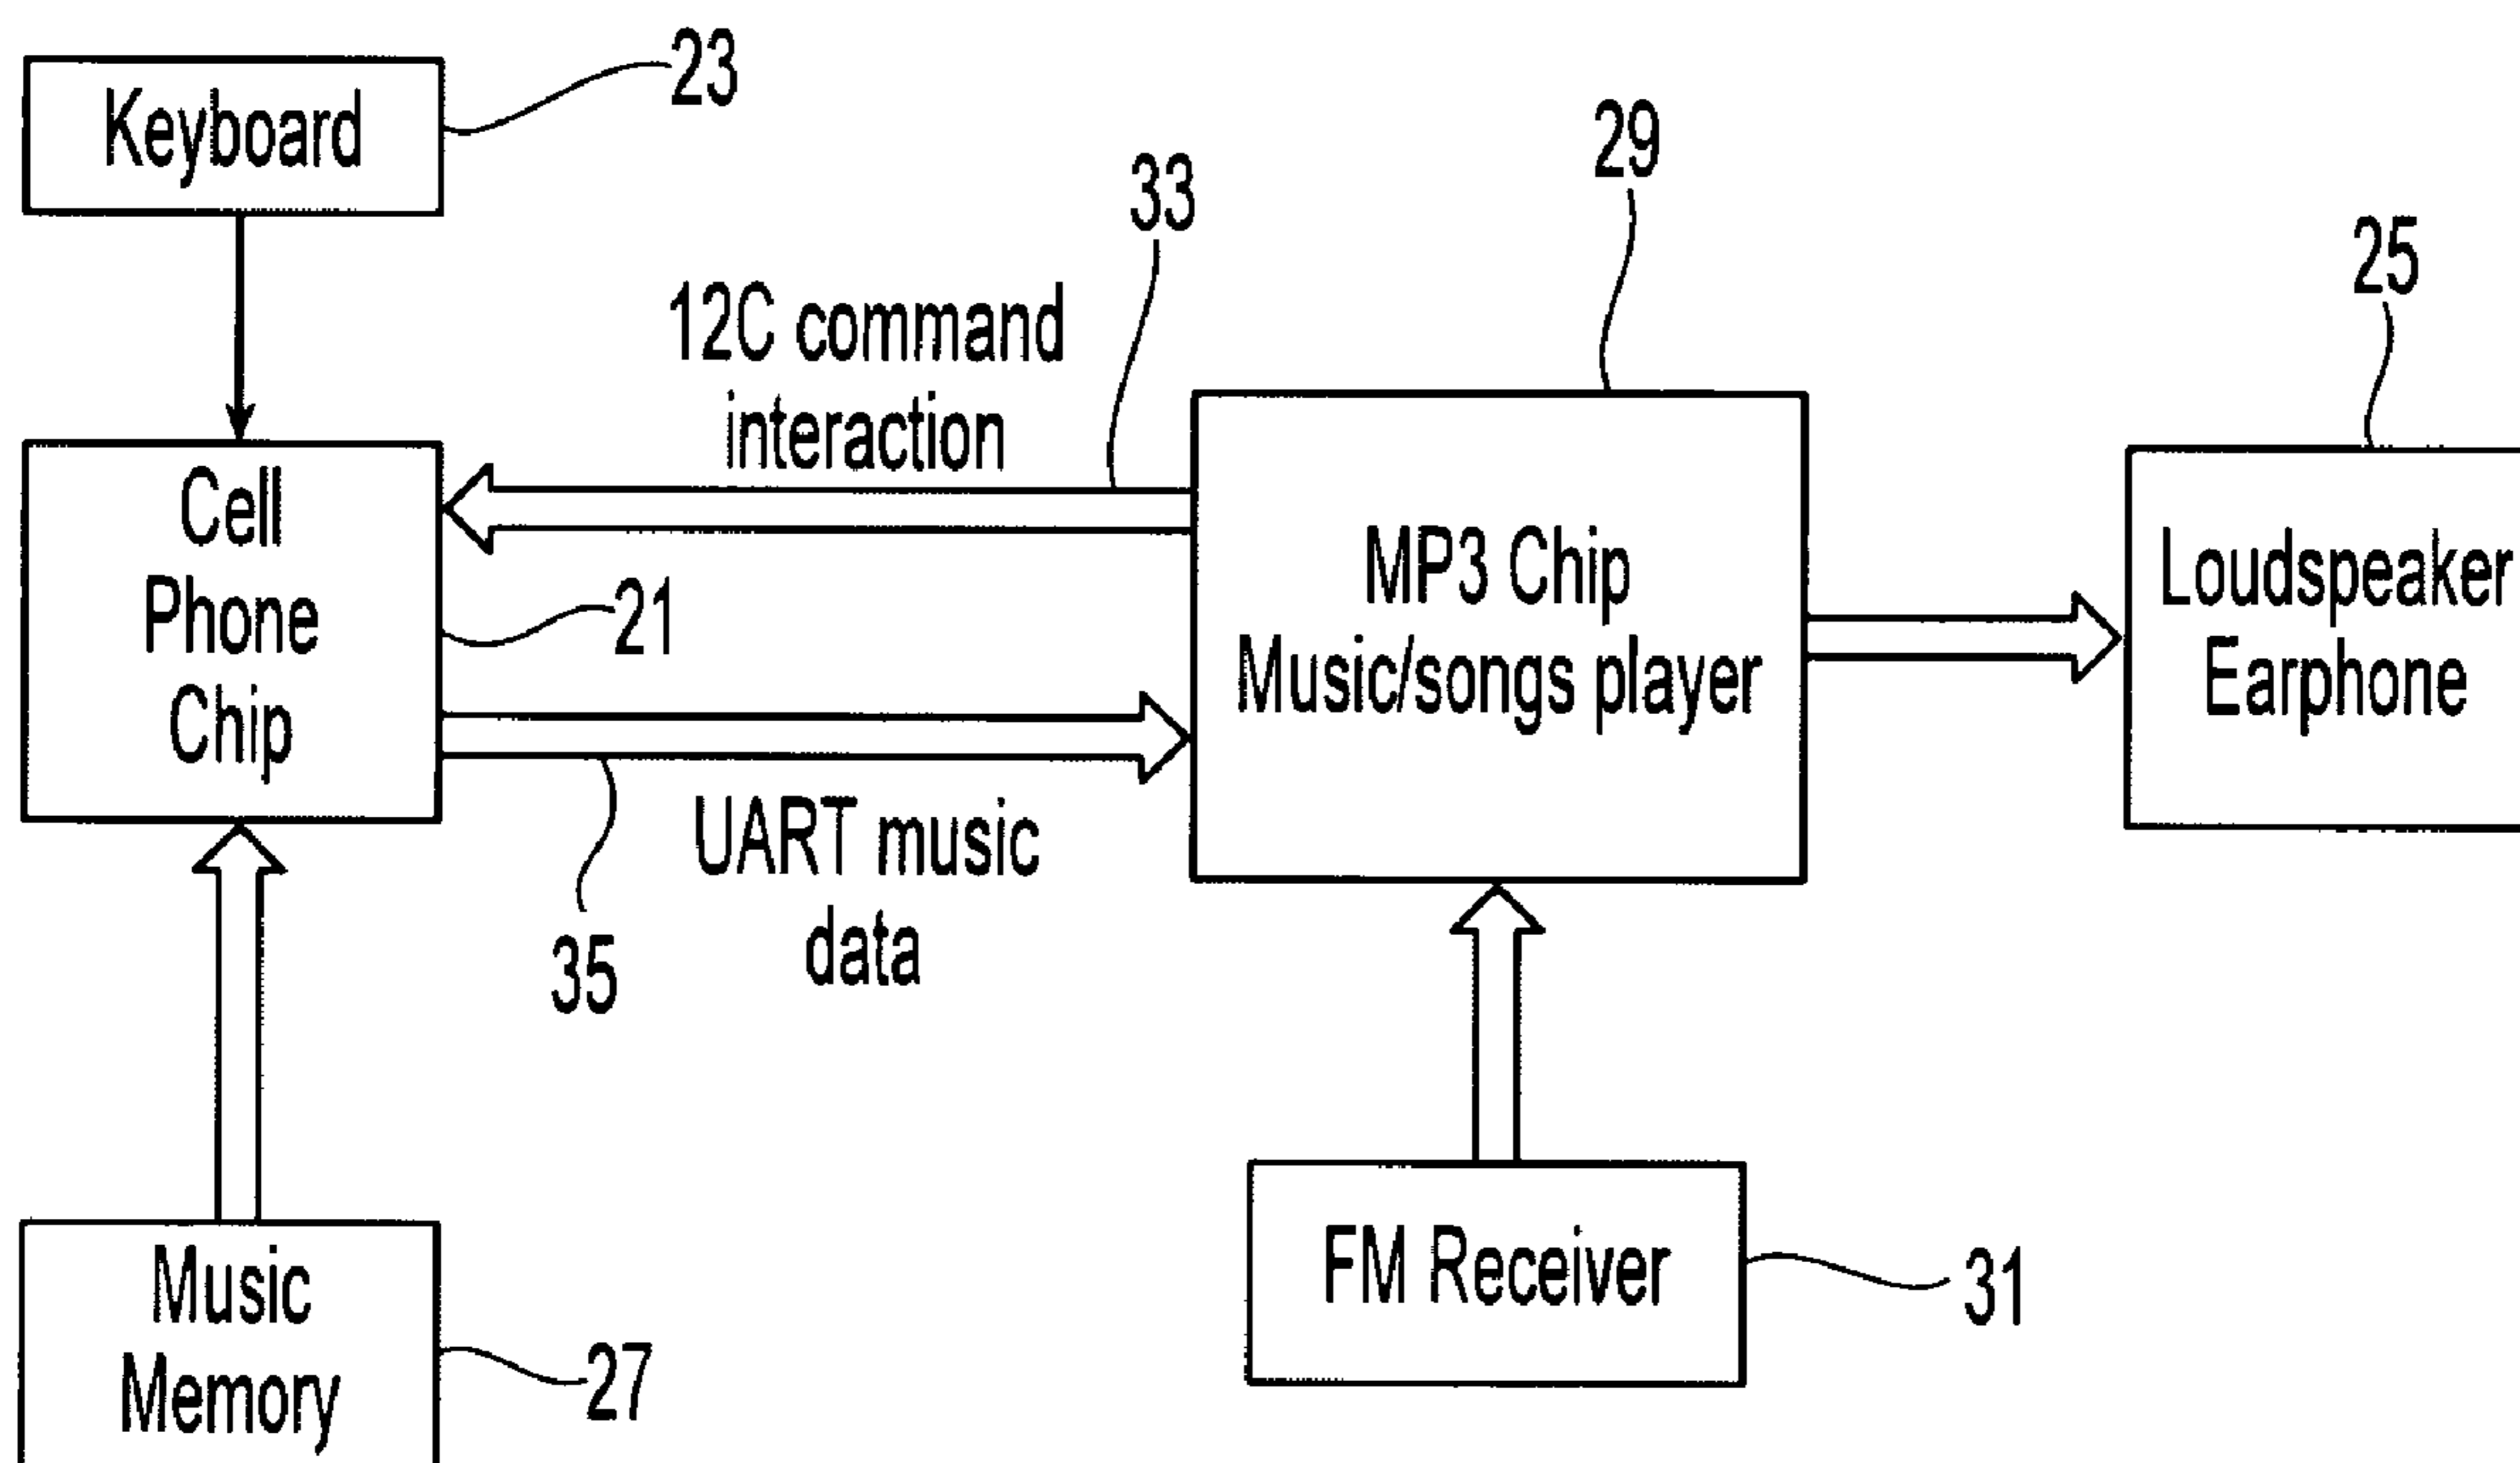 Keyboard
23
29
33
25
12C command
interaction
Cell
Phone
Chip
21
MP3 Chip
Music/songs player
Loudspeaker
Earphone
UART music
data
35
Music
Memory
27
FM Receiver
31